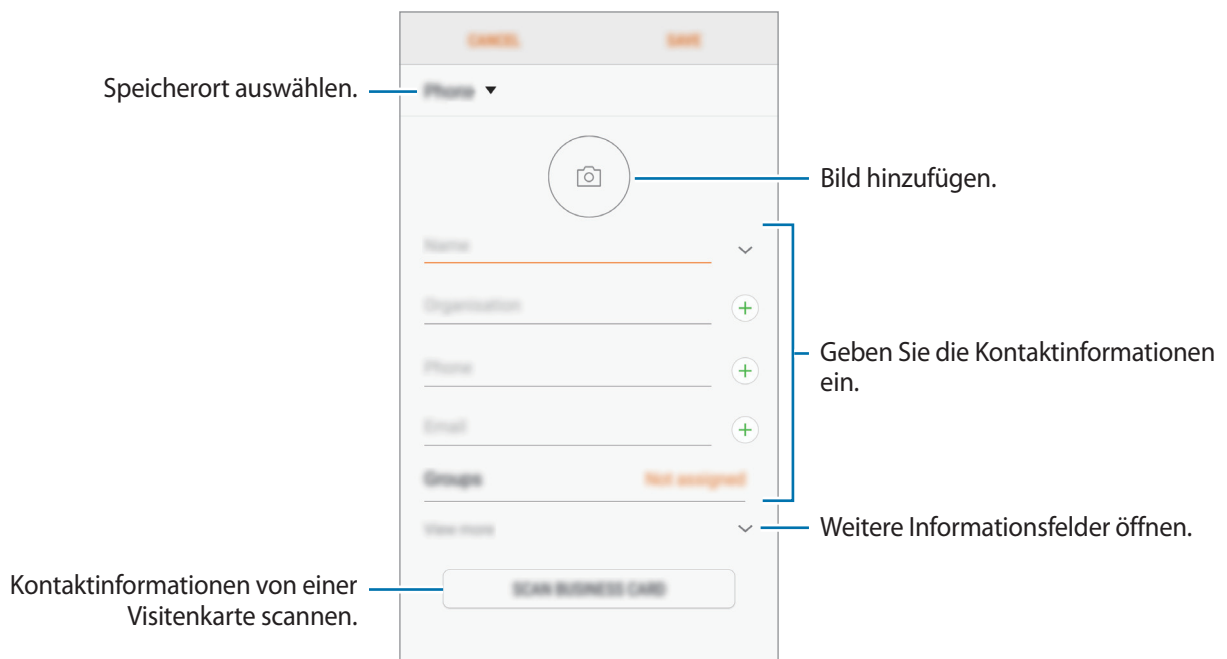 CANCEL SAVE
Speicherort auswählen.
Phone
Bild hinzufügen.
Name
Organisation
Phone
Geben Sie die Kontaktinformationen
ein.
Email
Groups Not assigned
View more
Weitere Informationsfelder öffnen.
Kontaktinformationen von einer
Visitenkarte scannen.
SCAN BUSINESS CARD